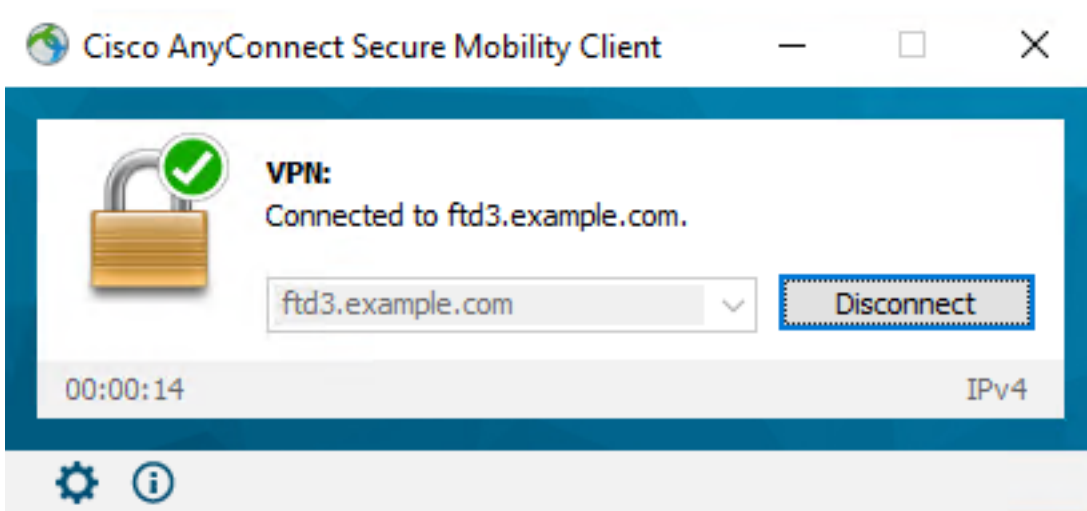 Cisco AnyConnect Secure Mobility Client
VPN:
Connected to ftd3.example.com.
ftd3.example.com
Disconnect
00:00:14
IPv4